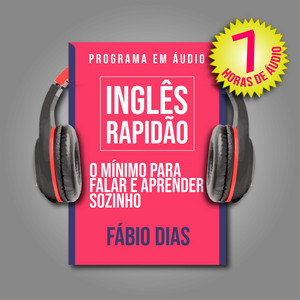 PROGRAMA EM ÁUDIO
7
HORAS DE ÁUDIO
INGLÊS
RAPIDÃO
O MÍNIMO PARA
FALAR E APRENDER
SOZINHO
FÁBIO DIAS